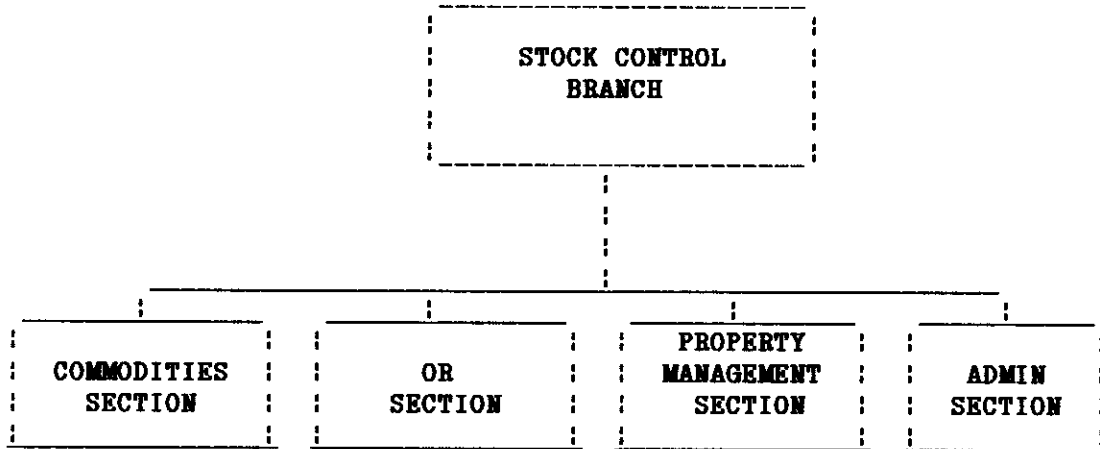 STOCK CONTROL
BRANCH
COMMODITIES
SECTION
OR
SECTION
PROPERTY
MANAGEMENT
SECTION
ADMIN
SECTION